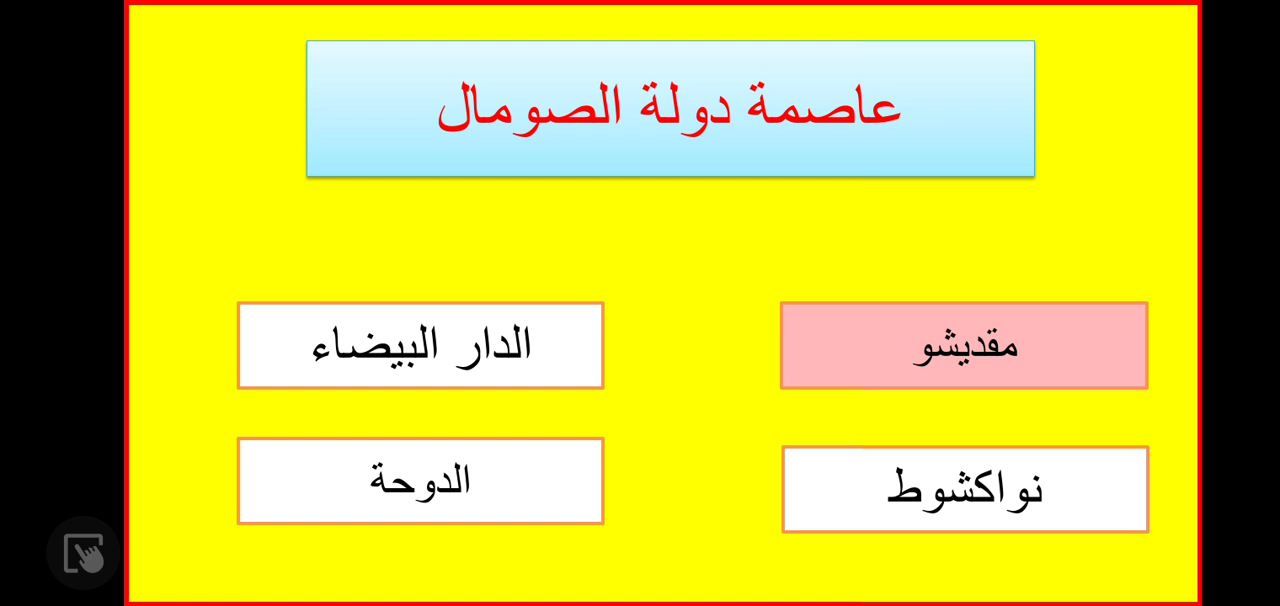 عاصمة دولة الصومال
مقديشو
الدار البيضاء
نواكشوط
الدوحة